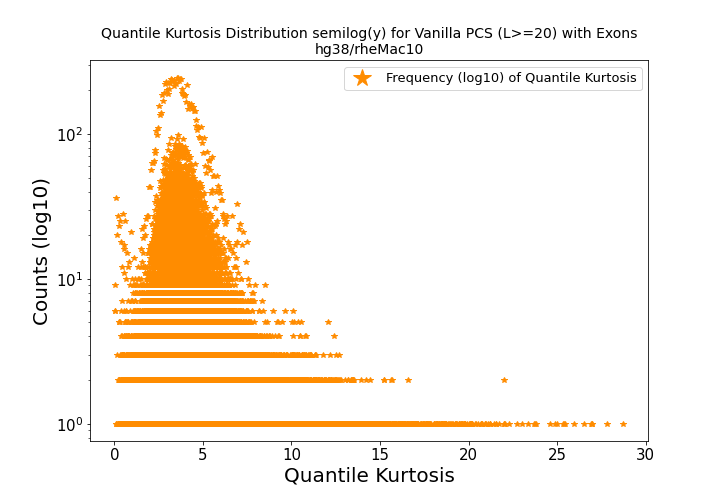 Quantile Kurtosis Distribution semilog(y) for Vanilla PCS (L>=20) with Exons
hg38/rheMac10
Frequency (log10) of Quantile Kurtosis
Counts (log10)
10²
10¹
10⁰
0 5 10 15 20 25 30
Quantile Kurtosis